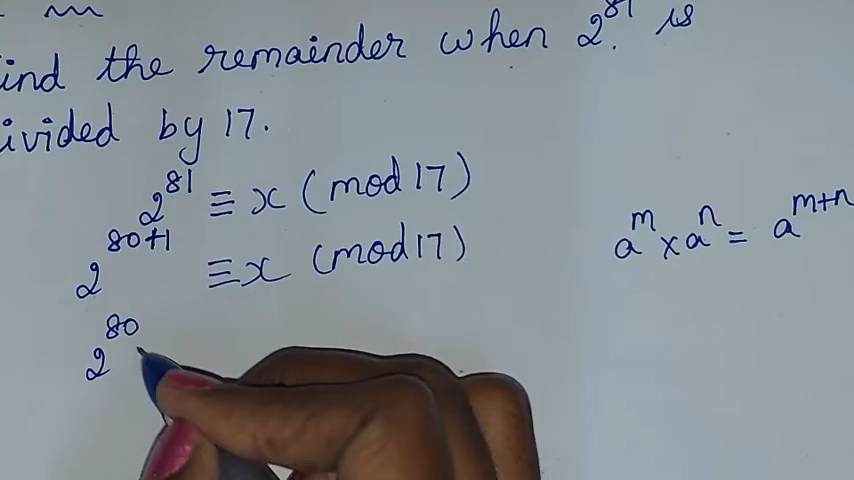 ind the remainder when 2^81 is
ivided by 17.
2^81 ≡ x (mod 17)
2^80+1 ≡ x (mod 17)
a^m × a^n = a^m+n
2^80